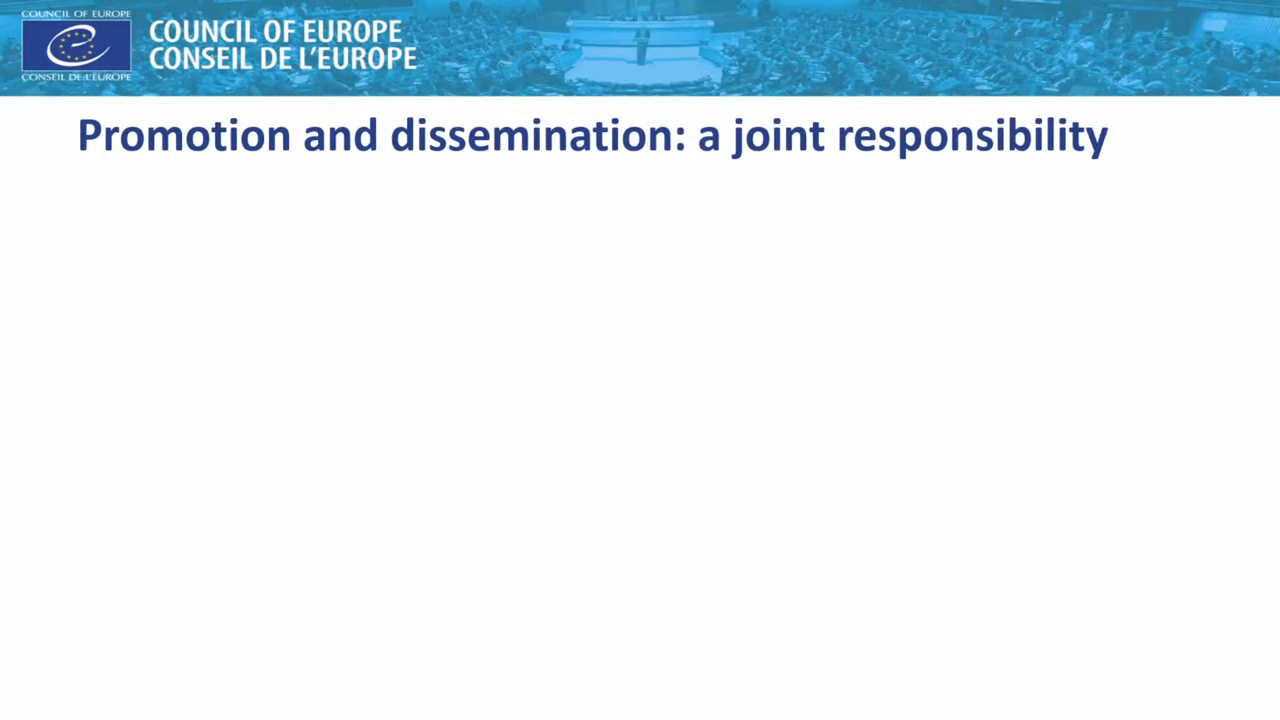 COUNCIL OF EUROPE
CONSEIL DE L'EUROPE
COUNCIL OF EUROPE
CONSEIL DE L'EUROPE
Promotion and dissemination: a joint responsibility